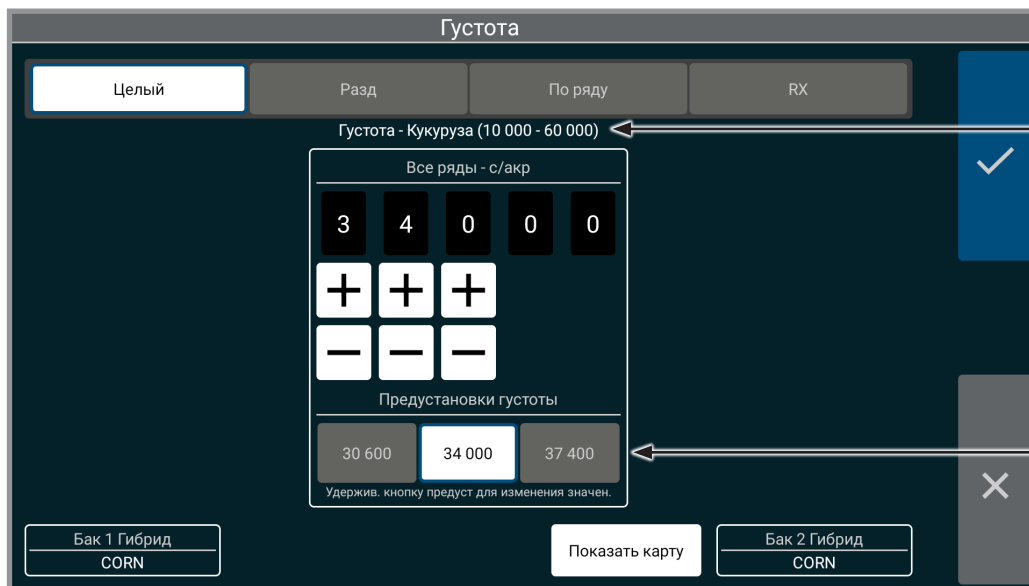 Густота
Целый
Разд
По ряду
RX
Густота - Кукуруза (10 000 - 60 000)
Все ряды - с/акр
3 4 0 0 0
Предустановки густоты
30 600
34 000
37 400
Удержив. кнопку предуст для изменения значен.
Бак 1 Гибрид
CORN
Показать карту
Бак 2 Гибрид
CORN